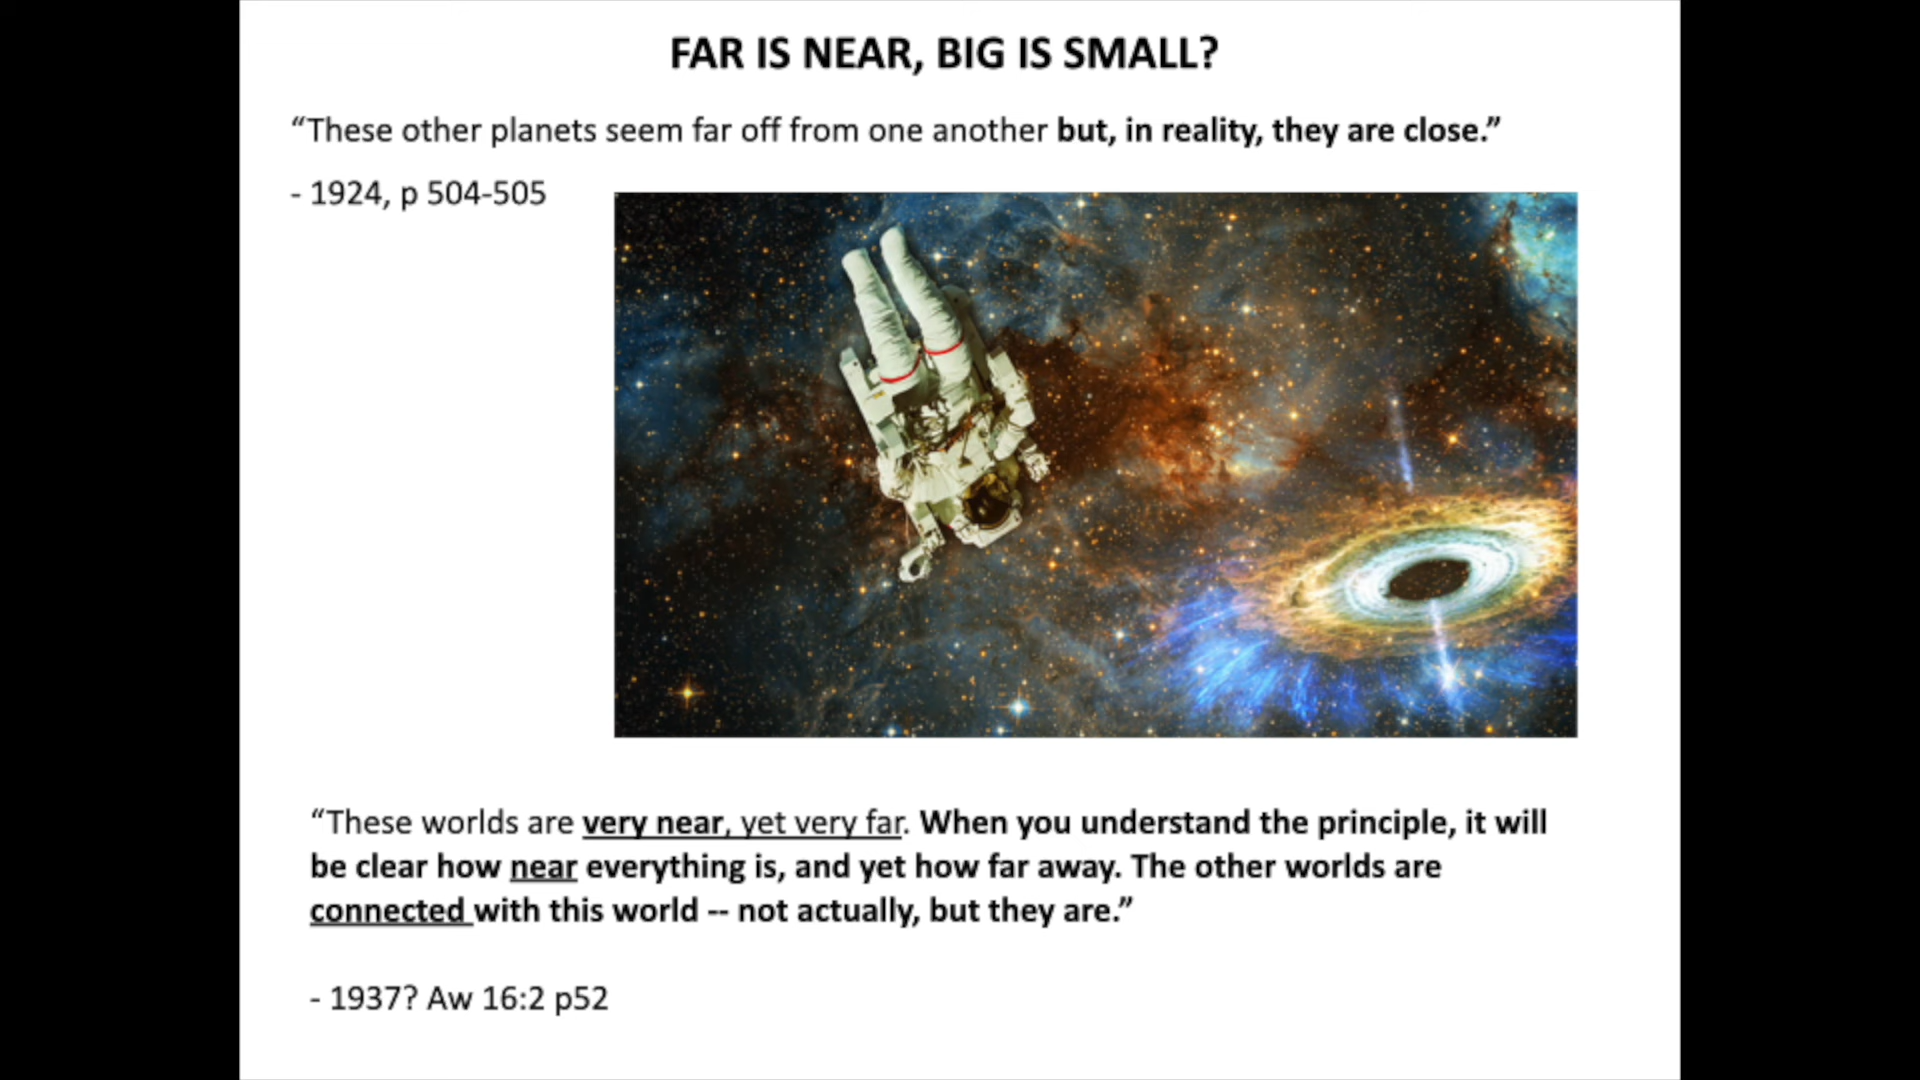 FAR IS NEAR, BIG IS SMALL?
“These other planets seem far off from one another but, in reality, they are close.”
- 1924, p 504-505
“These worlds are very near, yet very far. When you understand the principle, it will
be clear how near everything is, and yet how far away. The other worlds are
connected with this world -- not actually, but they are.”
- 1937? Aw 16:2 p52